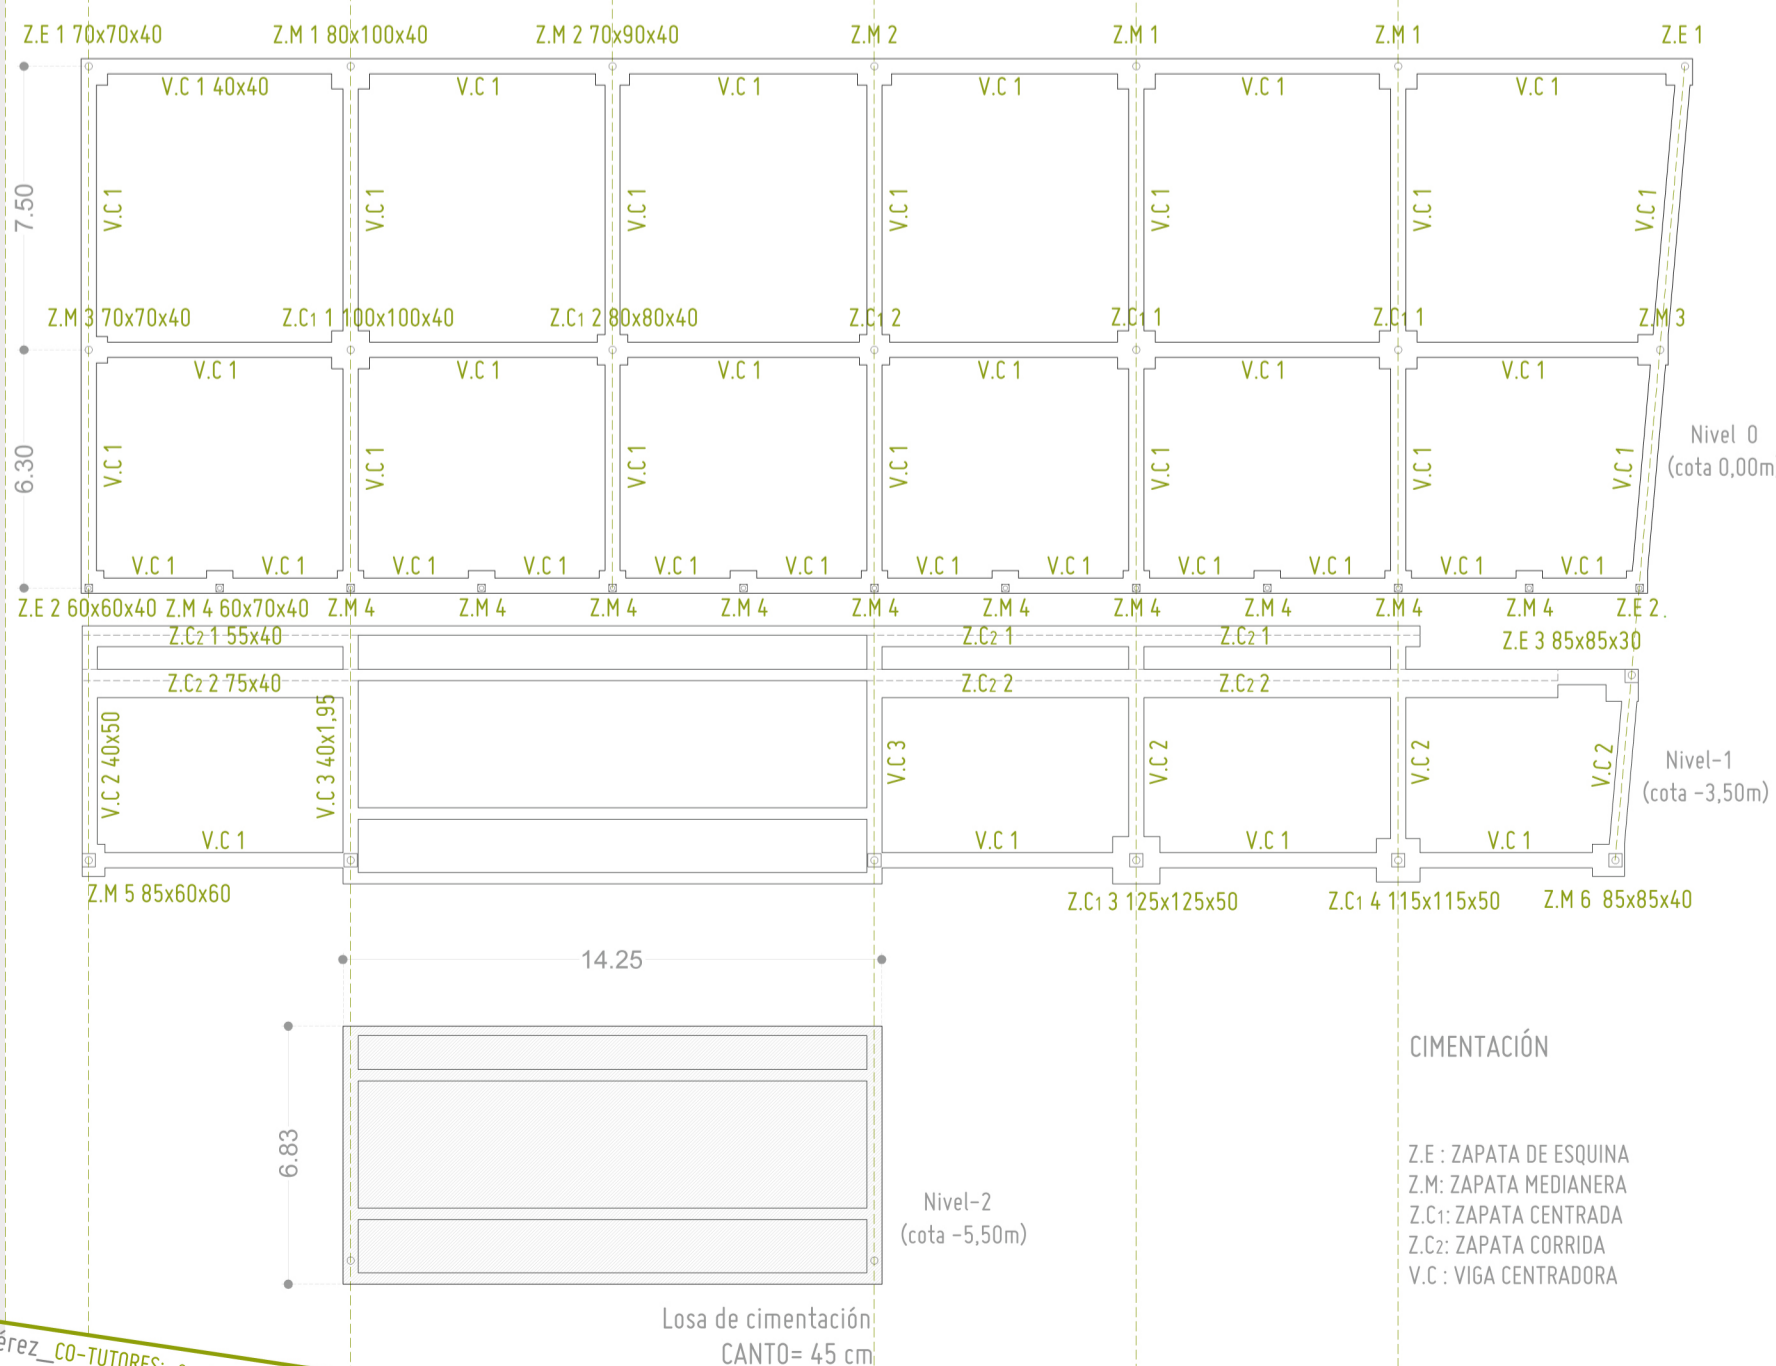 Z.E 1 70x70x40 Z.M 1 80x100x40 Z.M 2 70x90x40 Z.M 2 Z.M 1 Z.M 1 Z.E 1
V.C 1 40x40 V.C 1 V.C 1 V.C 1 V.C 1 V.C 1
7.50
V.C 1 V.C 1 V.C 1 V.C 1 V.C 1 V.C 1 V.C 1
Z.M 3 70x70x40 Z.C1 1 100x100x40 Z.C1 2 80x80x40 Z.C1 2 Z.C1 1 Z.C1 1 Z.M 3
V.C 1 V.C 1 V.C 1 V.C 1 V.C 1 V.C 1
6.30
V.C 1 V.C 1 V.C 1 V.C 1 V.C 1 V.C 1 V.C 1
Nivel 0
(cota 0,00m
V.C 1 V.C 1 V.C 1 V.C 1 V.C 1 V.C 1 V.C 1 V.C 1 V.C 1 V.C 1 V.C 1 V.C 1
Z.E 2 60x60x40 Z.M 4 60x70x40 Z.M 4 Z.M 4 Z.M 4 Z.M 4 Z.M 4 Z.M 4 Z.M 4 Z.M 4 Z.M 4 Z.M 4 Z.E 2 .
Z.C2 1 55x40 Z.C2 1 Z.C2 1 Z.E 3 85x85x30
Z.C2 2 75x40 Z.C2 2 Z.C2 2
V.C 2 40x50 V.C 3 40x1,95 V.C 3 V.C 2 V.C 2 V.C 2
Nivel-1
(cota -3,50m)
V.C 1 V.C 1 V.C 1 V.C 1
Z.M 5 85x60x60 Z.C1 3 125x125x50 Z.C1 4 115x115x50 Z.M 6 85x85x40
14.25
6.83
Nivel-2
(cota -5,50m)
Losa de cimentación
CANTO= 45 cm
CIMENTACIÓN
Z.E : ZAPATA DE ESQUINA
Z.M: ZAPATA MEDIANERA
Z.C1: ZAPATA CENTRADA
Z.C2: ZAPATA CORRIDA
V.C : VIGA CENTRADORA
érez_CO-TUTORES: